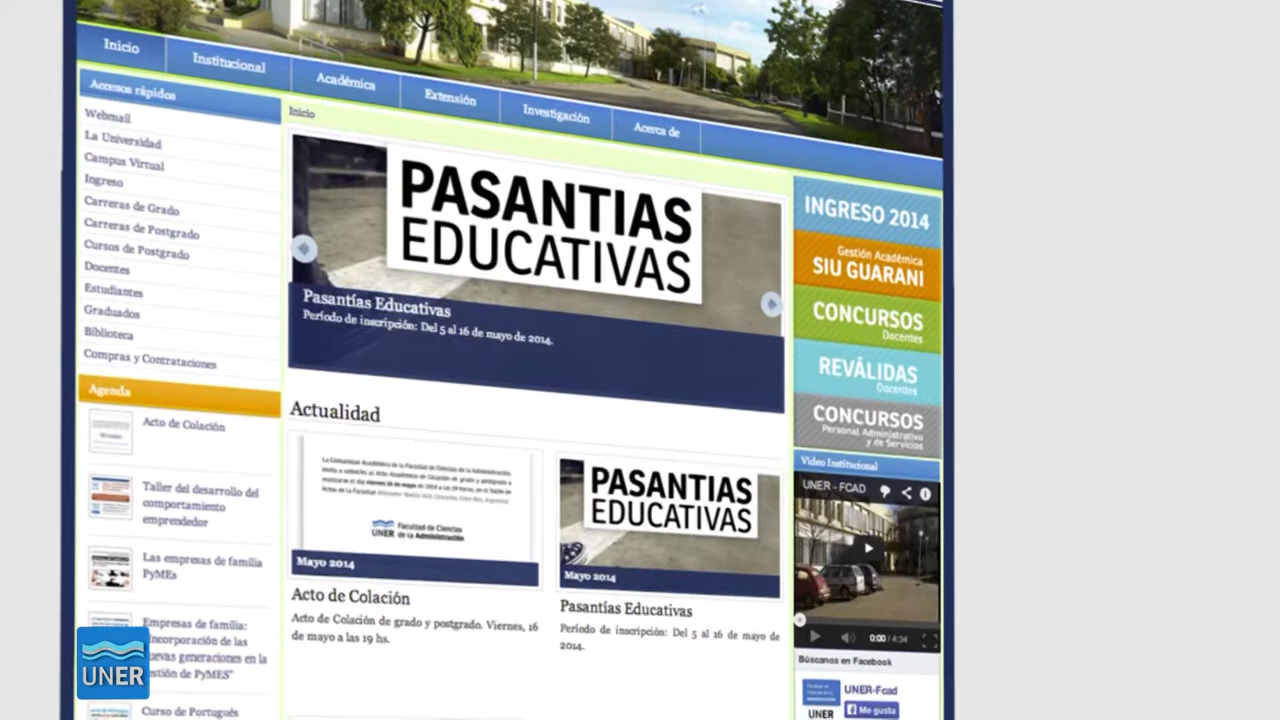 Inicio
Institucional
Académica
Extensión
Investigación
Acerca de
Accesos rápidos
Webmail
La Universidad
Campus Virtual
Ingreso
Carreras de Grado
Carreras de Postgrado
Cursos de Postgrado
Docentes
Estudiantes
Graduados
Biblioteca
Compras y Contrataciones
Agenda
Acto de Colación
Taller del desarrollo del
comportamiento
emprendedor
Las empresas de familia
PyMEs
Empresas de familia:
incorporación de las
nuevas generaciones en la
gestión de PyMES"
Curso de Portugués
UNER
Inicio
PASANTIAS
EDUCATIVAS
Pasantías Educativas
Período de inscripción: Del 5 al 16 de mayo de 2014.
Actualidad
UNER
Facultad de Ciencias
de la Administración
Mayo 2014
Acto de Colación
Acto de Colación de grado y postgrado. Viernes, 16
de mayo a las 19 hs.
PASANTIAS
EDUCATIVAS
Mayo 2014
Pasantías Educativas
Período de inscripción: Del 5 al 16 de mayo de
2014.
INGRESO 2014
Gestión Académica
SIU GUARANI
CONCURSOS
Docentes
REVÁLIDAS
Docentes
CONCURSOS
Personal Administrativo
y de Servicios
Video Institucional
UNER - FCAD
0:00 / 4:34
Búscanos en Facebook
UNER-Fcad
Me gusta
UNER